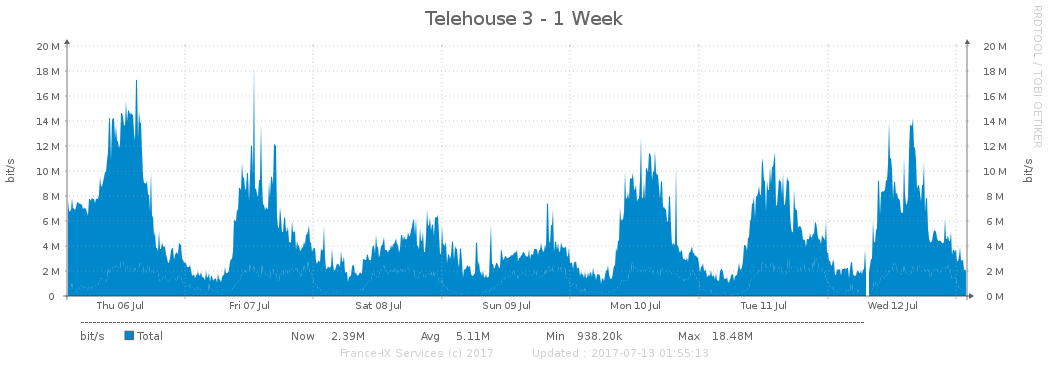 Telehouse 3 - 1 Week
RRDTOOL / TOBI OETIKER
20 M 20 M
18 M 18 M
16 M 16 M
14 M 14 M
12 M 12 M
10 M 10 M
8 M 8 M
6 M 6 M
4 M 4 M
2 M 2 M
0 0 M
bit/s
bit/s
Thu 06 Jul Fri 07 Jul Sat 08 Jul Sun 09 Jul Mon 10 Jul Tue 11 Jul Wed 12 Jul
bit/s Total Now 2.39M Avg 5.11M Min 938.20k Max 18.48M
France-IX Services (c) 2017 Updated : 2017-07-13 01:55:13